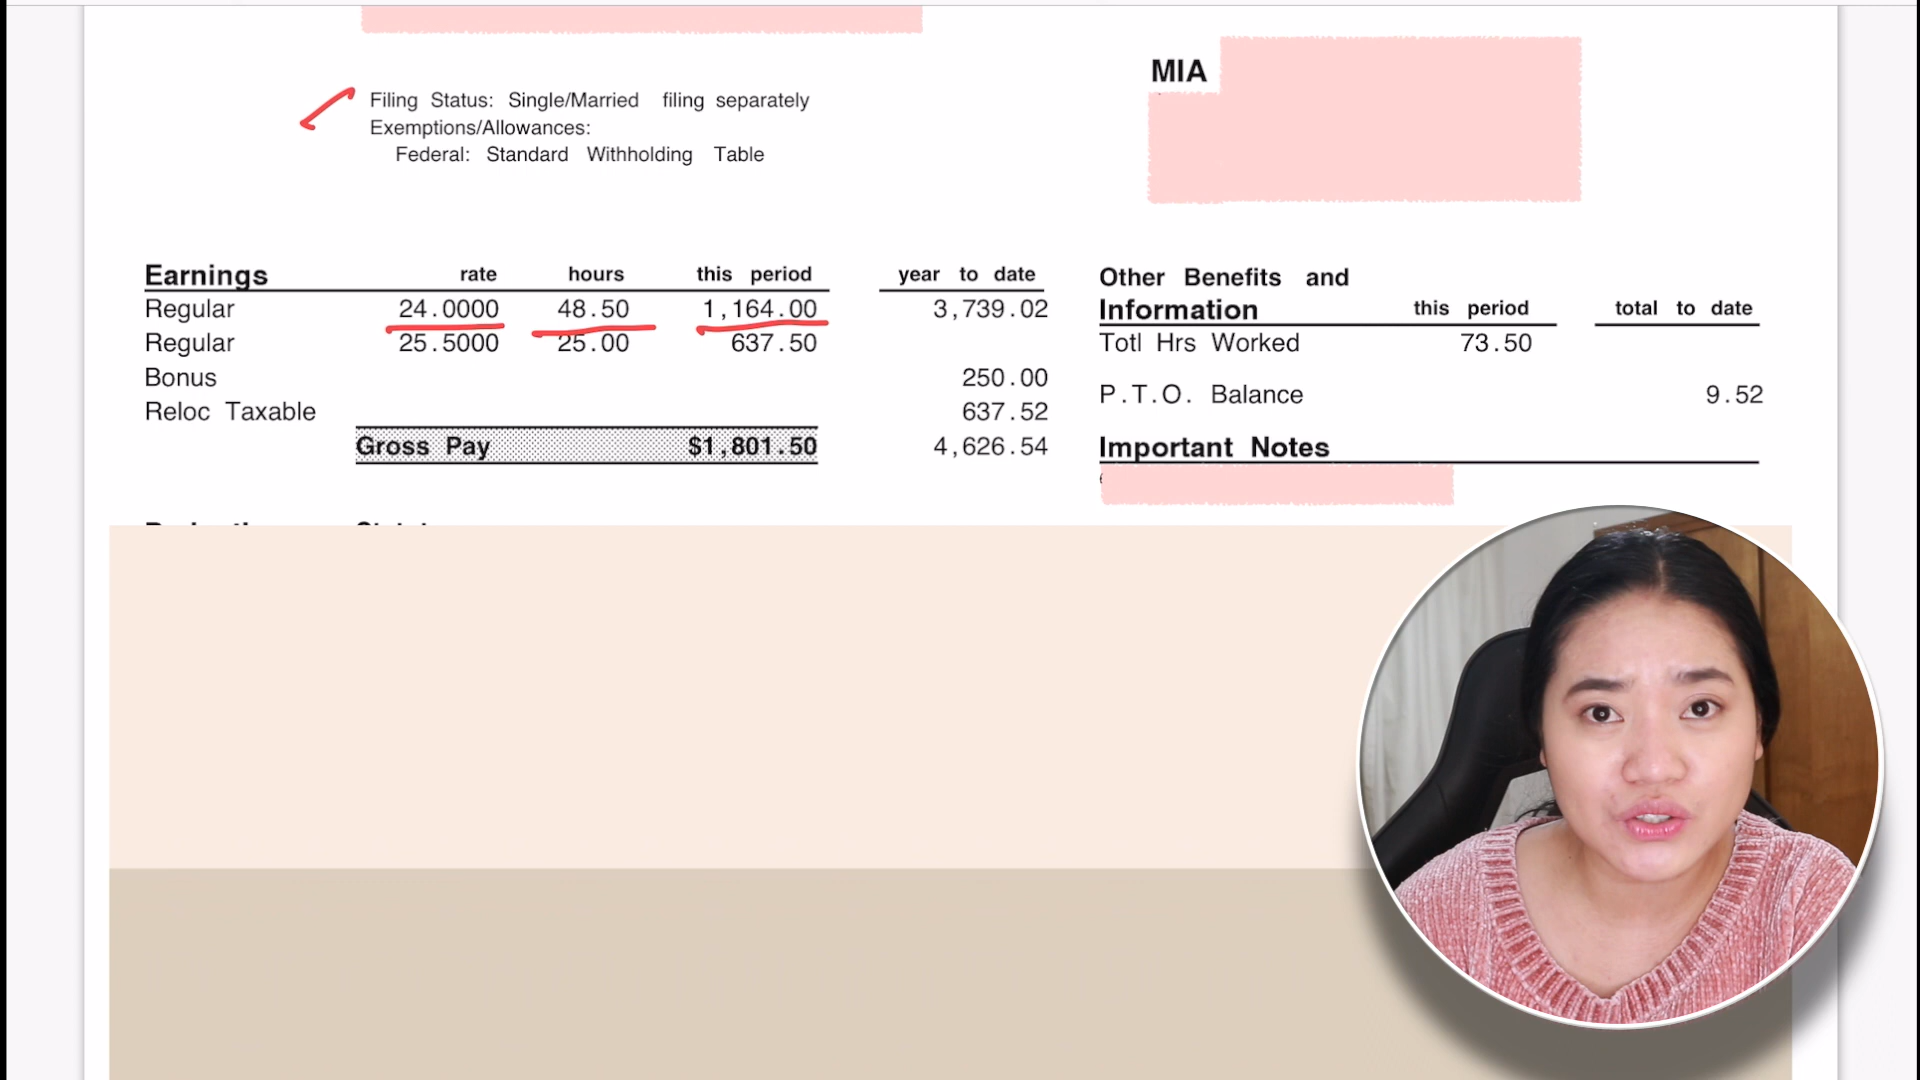 MIA
Filing Status: Single/Married filing separately
Exemptions/Allowances:
Federal: Standard Withholding Table
Earnings rate hours this period year to date
Regular 24.0000 48.50 1,164.00 3,739.02
Regular 25.5000 25.00 637.50
Bonus 250.00
Reloc Taxable 637.52
Gross Pay $1,801.50 4,626.54
Other Benefits and
Information this period total to date
Totl Hrs Worked 73.50
P.T.O. Balance 9.52
Important Notes